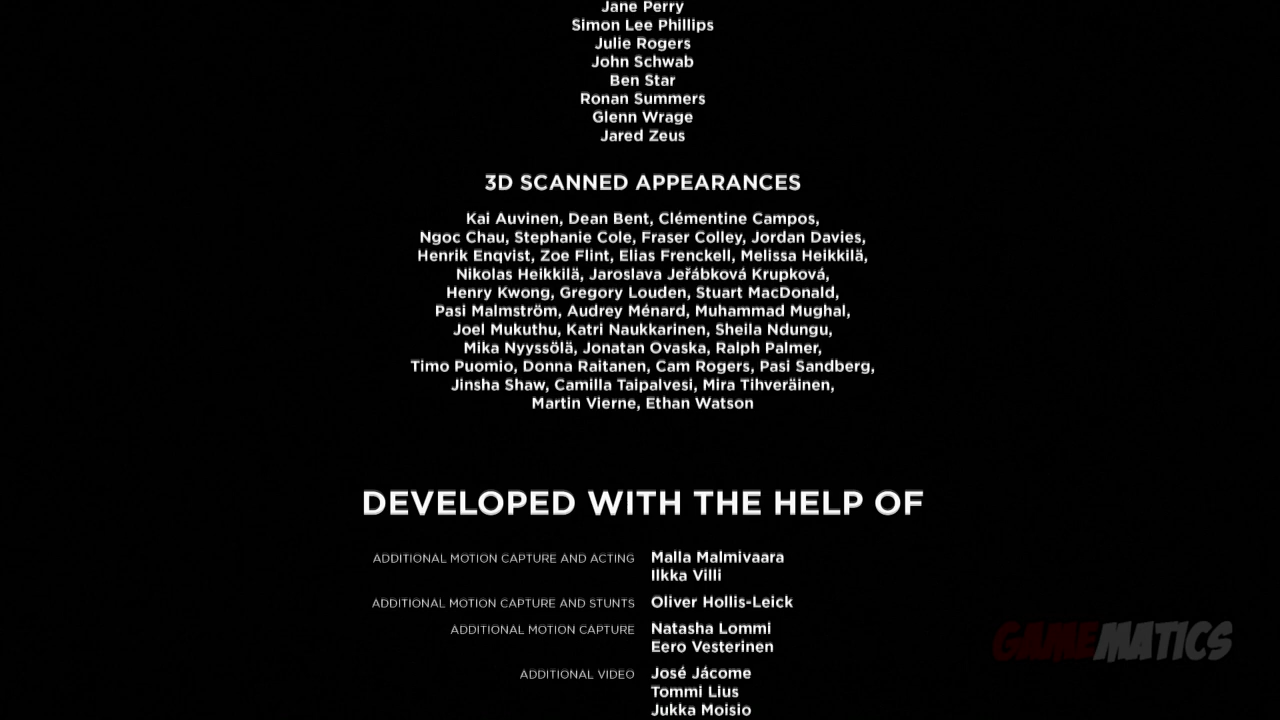 Jane Perry
Simon Lee Phillips
Julie Rogers
John Schwab
Ben Star
Ronan Summers
Glenn Wrage
Jared Zeus
3D SCANNED APPEARANCES
Kai Auvinen, Dean Bent, Clémentine Campos,
Ngoc Chau, Stephanie Cole, Fraser Colley, Jordan Davies,
Henrik Enqvist, Zoe Flint, Elias Frenckell, Melissa Heikkilä,
Nikolas Heikkilä, Jaroslava Jeřábková Krupková,
Henry Kwong, Gregory Louden, Stuart MacDonald,
Pasi Malmström, Audrey Ménard, Muhammad Mughal,
Joel Mukuthu, Katri Naukkarinen, Sheila Ndungu,
Mika Nyyssölä, Jonatan Ovaska, Ralph Palmer,
Timo Puomio, Donna Raitanen, Cam Rogers, Pasi Sandberg,
Jinsha Shaw, Camilla Taipalvesi, Mira Tihveräinen,
Martin Vierne, Ethan Watson
DEVELOPED WITH THE HELP OF
ADDITIONAL MOTION CAPTURE AND ACTING Malla Malmivaara
Ilkka Villi
ADDITIONAL MOTION CAPTURE AND STUNTS Oliver Hollis-Leick
ADDITIONAL MOTION CAPTURE Natasha Lommi
Eero Vesterinen
ADDITIONAL VIDEO José Jácome
Tommi Lius
Jukka Moisio
GAMEMATICS